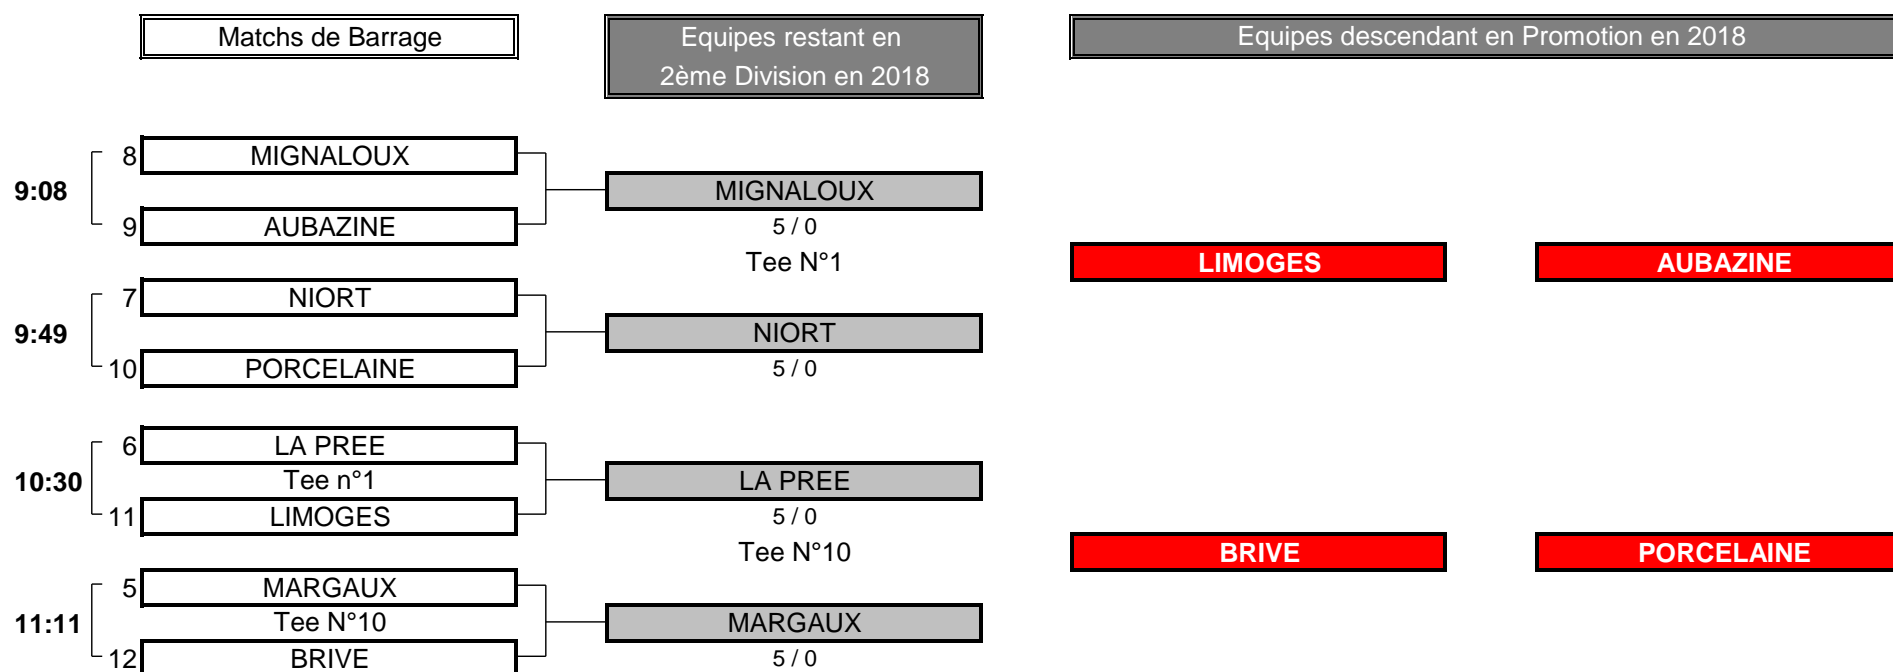 Matchs de Barrage
Equipes restant en
2ème Division en 2018
Equipes descendant en Promotion en 2018
8 MIGNALOUX
9:08
MIGNALOUX
9 AUBAZINE
5 / 0
Tee N°1
LIMOGES
AUBAZINE
7 NIORT
9:49
NIORT
10 PORCELAINE
5 / 0
6 LA PREE
10:30
Tee n°1
LA PREE
11 LIMOGES
5 / 0
Tee N°10
BRIVE
PORCELAINE
5 MARGAUX
11:11
Tee N°10
MARGAUX
12 BRIVE
5 / 0